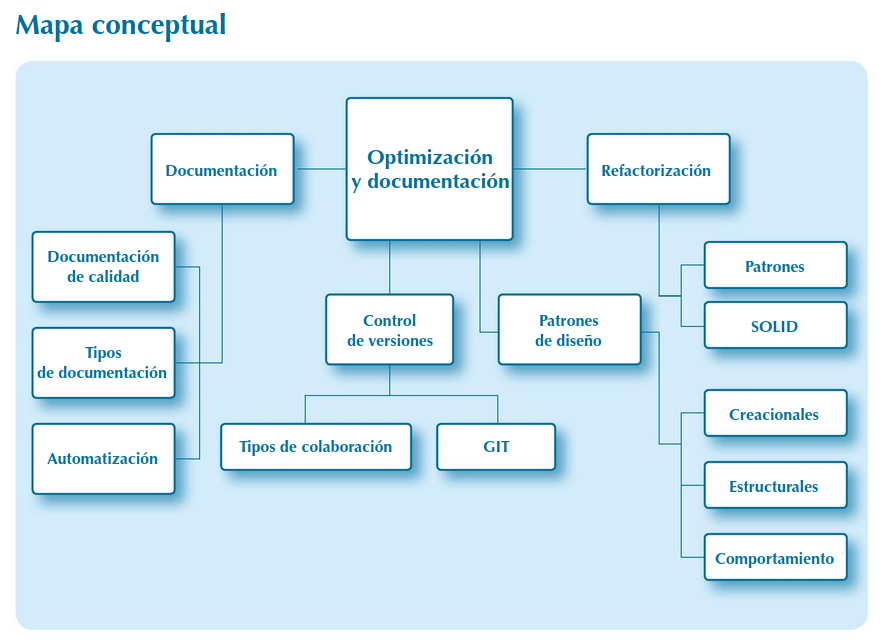 Mapa conceptual
Optimización
y documentación
Documentación
Refactorización
Documentación
de calidad
Tipos
de documentación
Automatización
Control
de versiones
Patrones
de diseño
Tipos de colaboración
GIT
Patrones
SOLID
Creacionales
Estructurales
Comportamiento